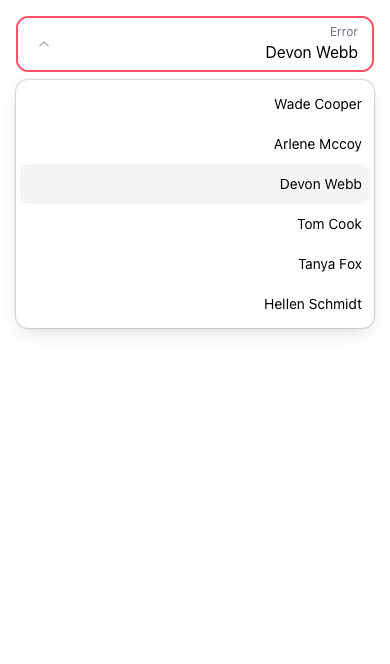 Error
Devon Webb
Wade Cooper
Arlene Mccoy
Devon Webb
Tom Cook
Tanya Fox
Hellen Schmidt